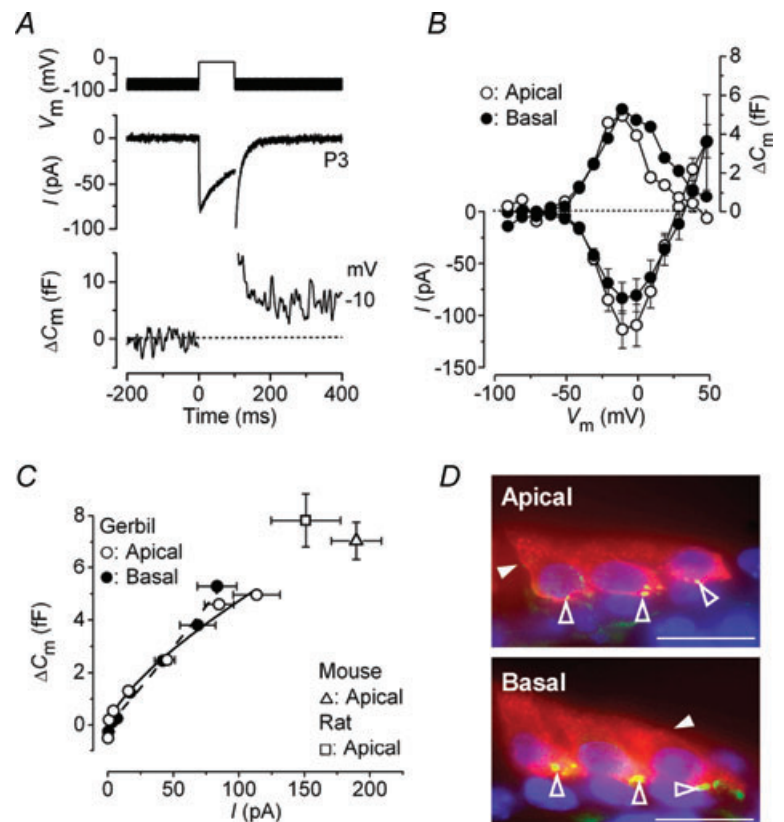 A
V_m (mV)
0
-100
I (pA)
0
-50
-100
P3
ΔC_m (fF)
10
0
mV
-10
-200 0 200 400
Time (ms)
B
○: Apical
●: Basal
8
6
4
2
0
ΔC_m (fF)
I (pA)
0
-50
-100
-150
-100 -50 0 50
V_m (mV)
C
Gerbil
○: Apical
●: Basal
ΔC_m (fF)
8
6
4
2
0
Mouse
△: Apical
Rat
□: Apical
0 50 100 150 200
I (pA)
D
Apical
Basal